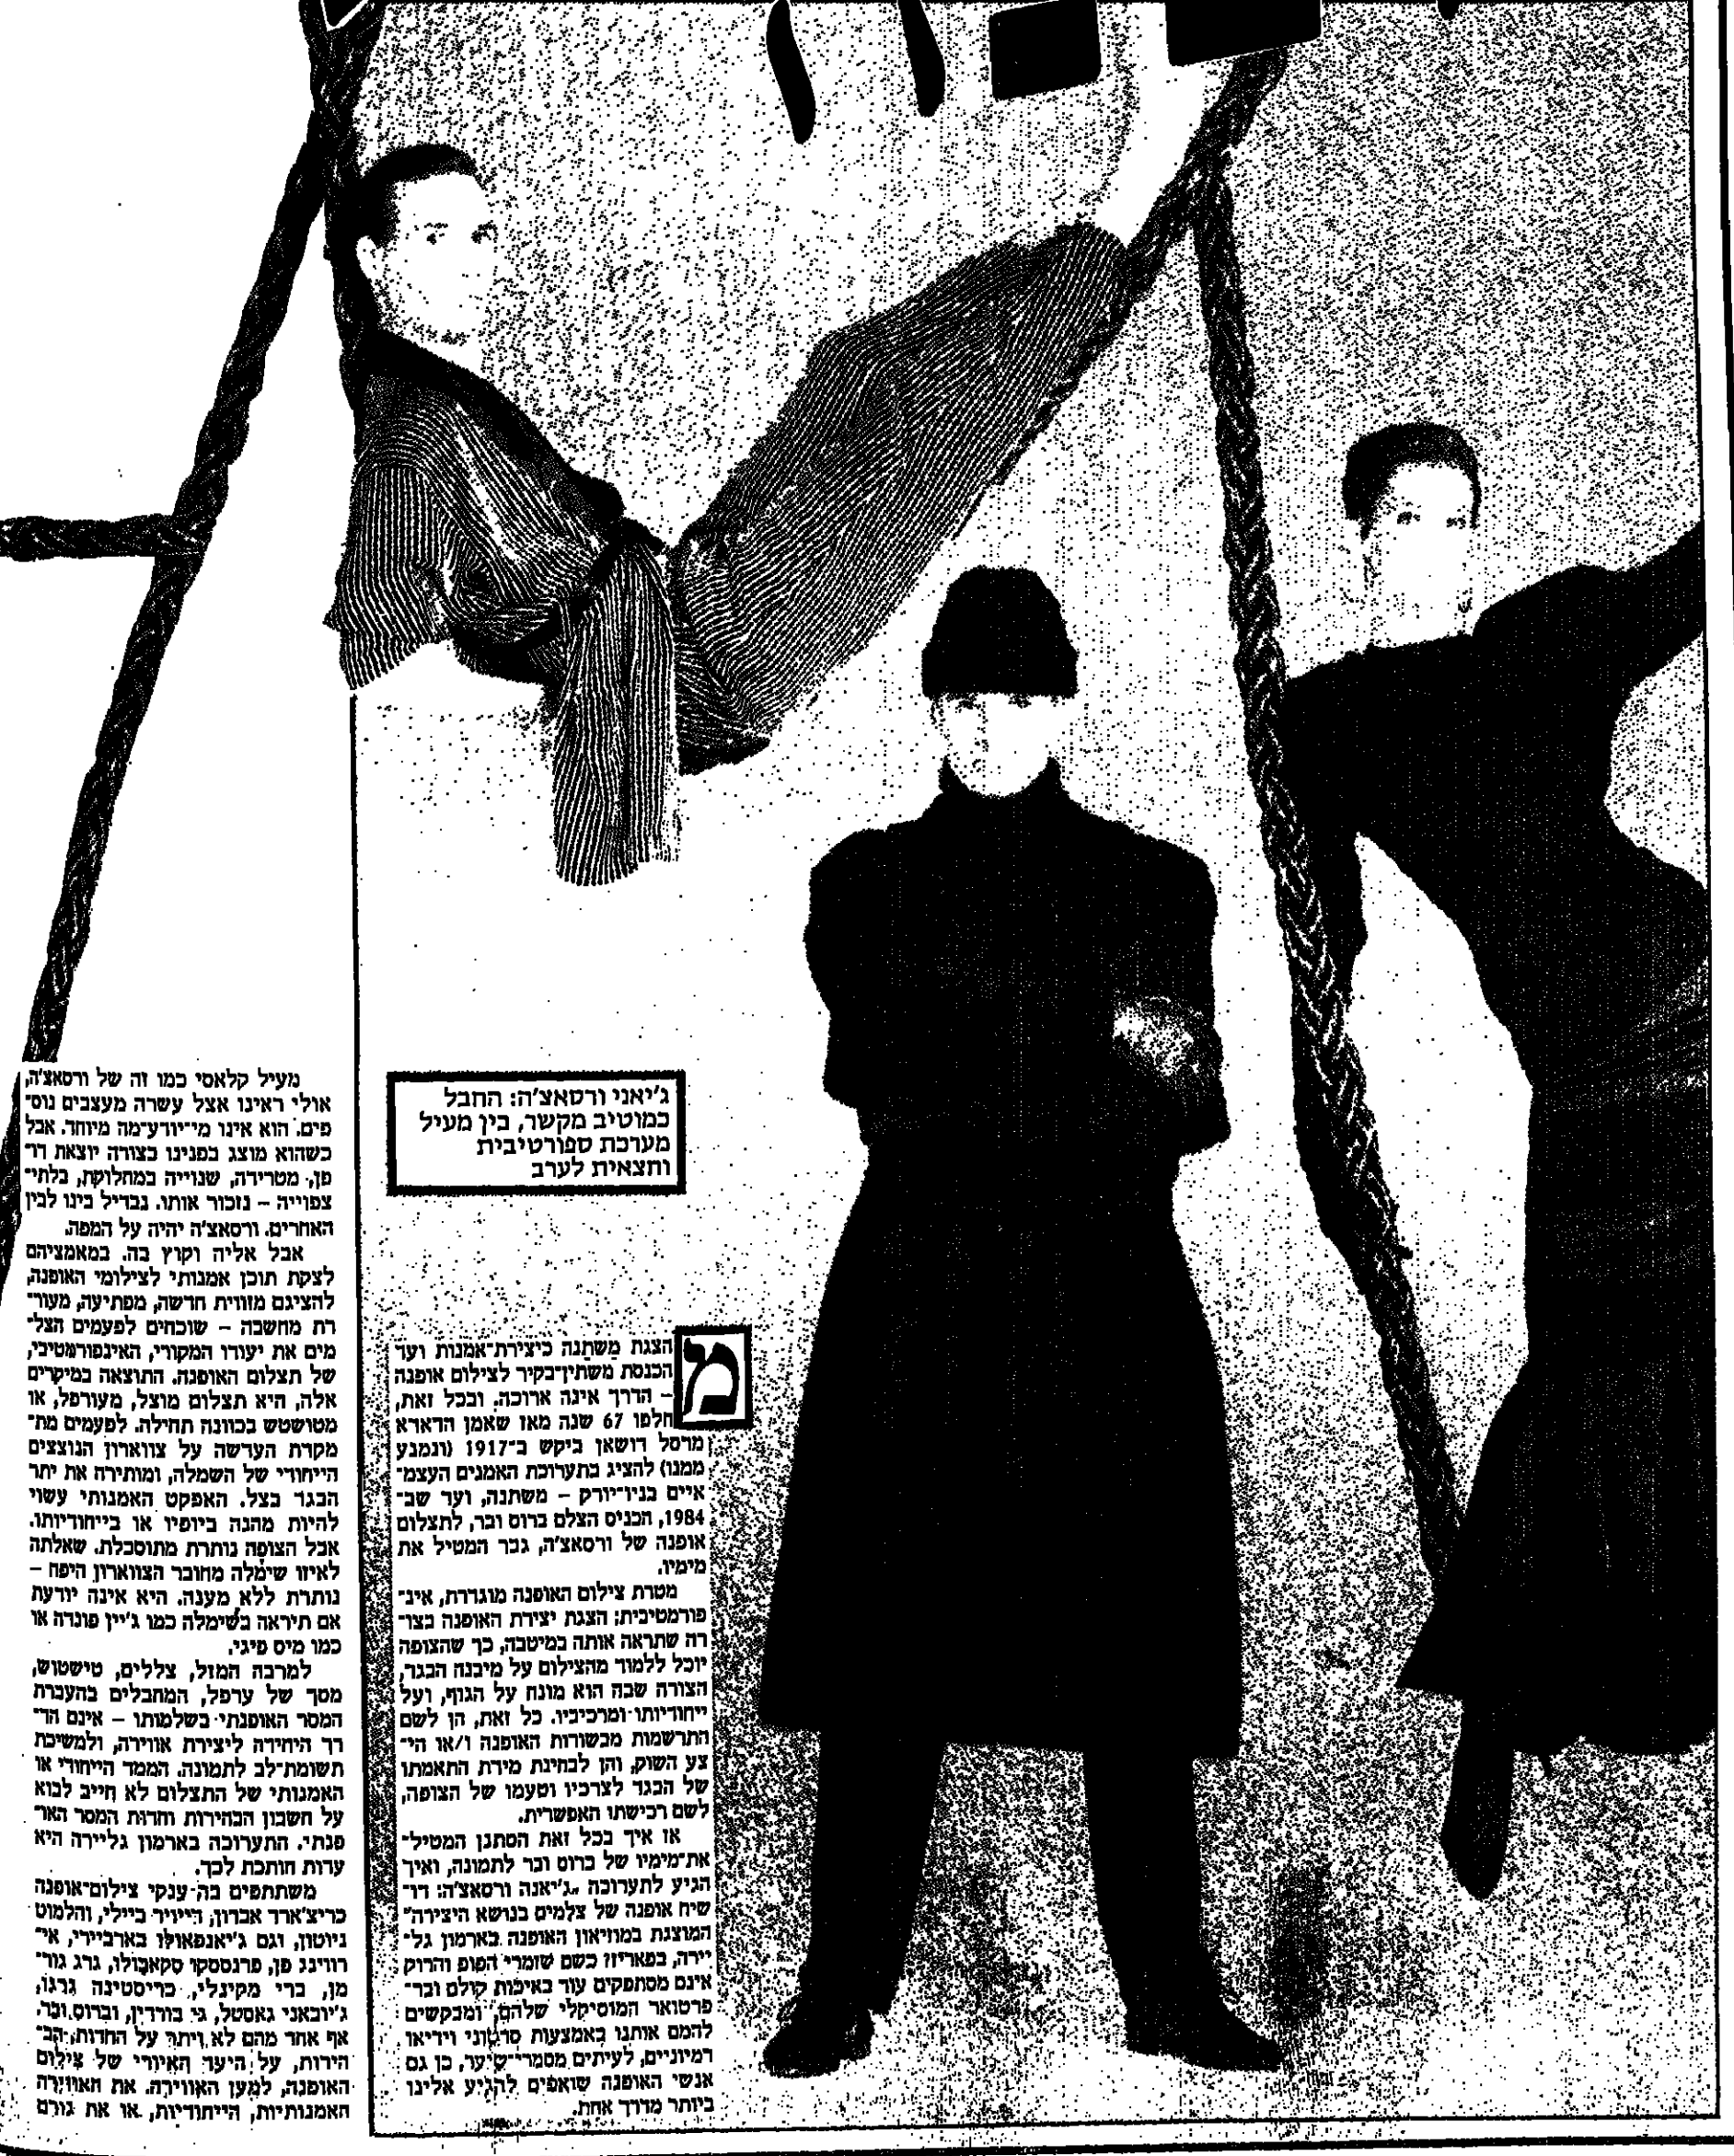 ג'יאני ורסאצ'ה: החבל
כמוטיב מקשר, בין מעיל
מערכת ספורטיבית
וחצאית לערב
מהצגת משתנה כיצירת־אמנות ועד
הכנסת משתין־בקיר לצילום אופנה
– הדרך אינה ארוכה. ובכל זאת,
חלפו 67 שנה מאז שאמן הדאדא
מרסל דושאן ביקש ב־1917 (ונמנע
ממנו) להציג בתערוכת האמנים העצמ־
איים בניו־יורק – משתנה, ועד שב־
1984, הכניס הצלם ברוס ובר, לתצלום
אופנה של ורסאצ'ה, גבר המטיל את
מימיו.
מטרת צילום האופנה מוגדרת, אינ־
פורמטיבית: הצגת יצירת האופנה בצו־
רה שתראה אותה במיטבה, כך שהצופה
יוכל ללמוד מהצילום על מיבנה הבגד,
הצורה שבה הוא מונח על הגוף, ועל
ייחודיותו ומרכיביו. כל זאת, הן לשם
התרשמות מבשורות האופנה ו/או הי־
צע השוק, והן לבחינת מידת התאמתו
של הבגד לצרכיו וטעמו של הצופה,
לשם רכישתו האפשרית.
אז איך בכל זאת הסתנן המטיל־
את־מימיו של ברוס ובר לתמונה, ואיך
הגיע לתערוכה „ג'יאנה ורסאצ'ה: דו־
שיח אופנה של צלמים בנושא היצירה"
המוצגת במוזיאון האופנה בארמון גל־
יירה, בפאריז? כשם שזמרי הפופ והרוק
אינם מסתפקים עוד באיכות קולם ובר־
פרטואר המוסיקלי שלהם, ומבקשים
להמם אותנו באמצעות סרטוני וידיאו
דמיוניים, לעיתים מסמרי־שיער, כן גם
אנשי האופנה שואפים להגיע אלינו
ביותר מדרך אחת.
מעיל קלאסי כמו זה של ורסאצ'ה,
אולי ראינו אצל עשרה מעצבים נוס־
פים. הוא אינו מי־יודע־מה מיוחד. אבל
כשהוא מוצג בפנינו בצורה יוצאת דו־
פן, מטרידה, שנוייה במחלוקת, בלתי־
צפוייה – נזכור אותו. נבדיל בינו לבין
האחרים. ורסאצ'ה יהיה על המפה.
אבל אליה וקוץ בה. במאמציהם
לצקת תוכן אמנותי לצילומי האופנה,
להציגם מזווית חדשה, מפתיעה, מעור־
רת מחשבה – שוכחים לפעמים הצל־
מים את יעודו המקורי, האינפורמטיבי,
של תצלום האופנה. התוצאה במיקרים
אלה, היא תצלום מוצל, מעורפל, או
מטושטש בכוונה תחילה. לפעמים מת־
מקדת העדשה על צווארון הנוצצים
הייחודי של השמלה, ומותירה את יתר
הבגד בצל. האפקט האמנותי עשוי
להיות מהנה ביופיו או בייחודיותו.
אבל הצופה נותרת מתוסכלת. שאלתה
לאיזו שימלה מחובר הצווארון היפה –
נותרת ללא מענה. היא אינה יודעת
אם תיראה בשימלה כמו ג'יין פונדה או
כמו מיס פיגי.
למרבה המזל, צללים, טישטוש,
מסך של ערפל, המחבלים בהעברת
המסר האופנתי בשלמותו – אינם הד־
רך היחידה ליצירת אווירה, ולמשיכת
תשומת־לב לתמונה. הממד הייחודי או
האמנותי של התצלום לא חייב לבוא
על חשבון הבהירות וחדות המסר האו־
פנתי. התערוכה בארמון גליירה היא
עדות חותכת לכך.
משתתפים בה ענקי צילום־אופנה
כריצ'ארד אבדון, דיוויד ביילי, והלמוט
ניוטון, וגם ג'יאנפאולו בארביירי, אי־
רווינג פן, פרנססקו סקאבולו, גרג גור־
מן, ברי מקינלי, כריסטינה גרגו,
ג'יובאני גאסטל, גי בורדין, וברוס ובר.
אף אחד מהם לא ויתר על החדות, הב־
הירות, על היעד האיורי של צילום
האופנה, למען האווירה. את האווירה
האמנותיות, הייחודיות, או את גורם